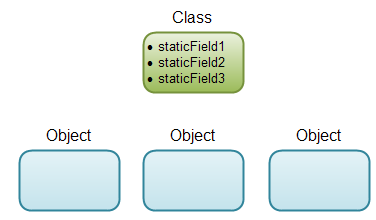 Class
• staticField1
• staticField2
• staticField3
Object Object Object